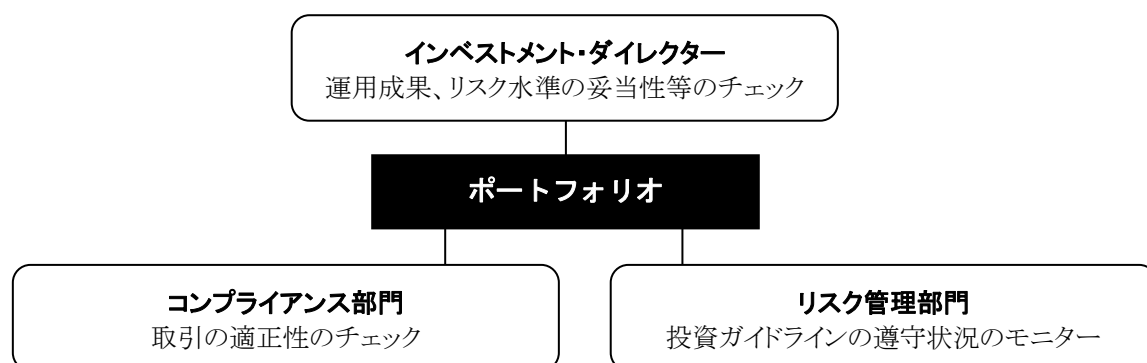 インベストメント・ダイレクター
運用成果、リスク水準の妥当性等のチェック
ポートフォリオ
コンプライアンス部門
取引の適正性のチェック
リスク管理部門
投資ガイドラインの遵守状況のモニター